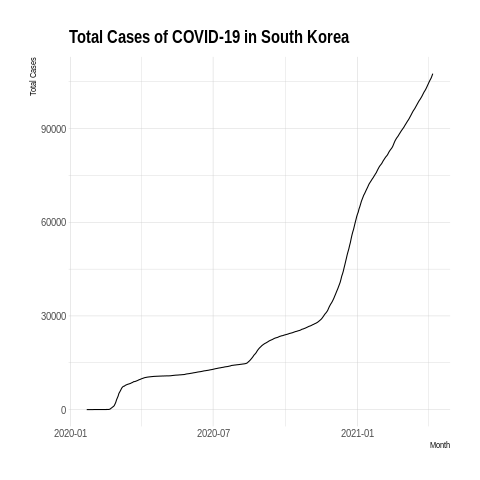 Total Cases of COVID-19 in South Korea
Total Cases
90000
60000
30000
0
2020-01
2020-07
2021-01
Month